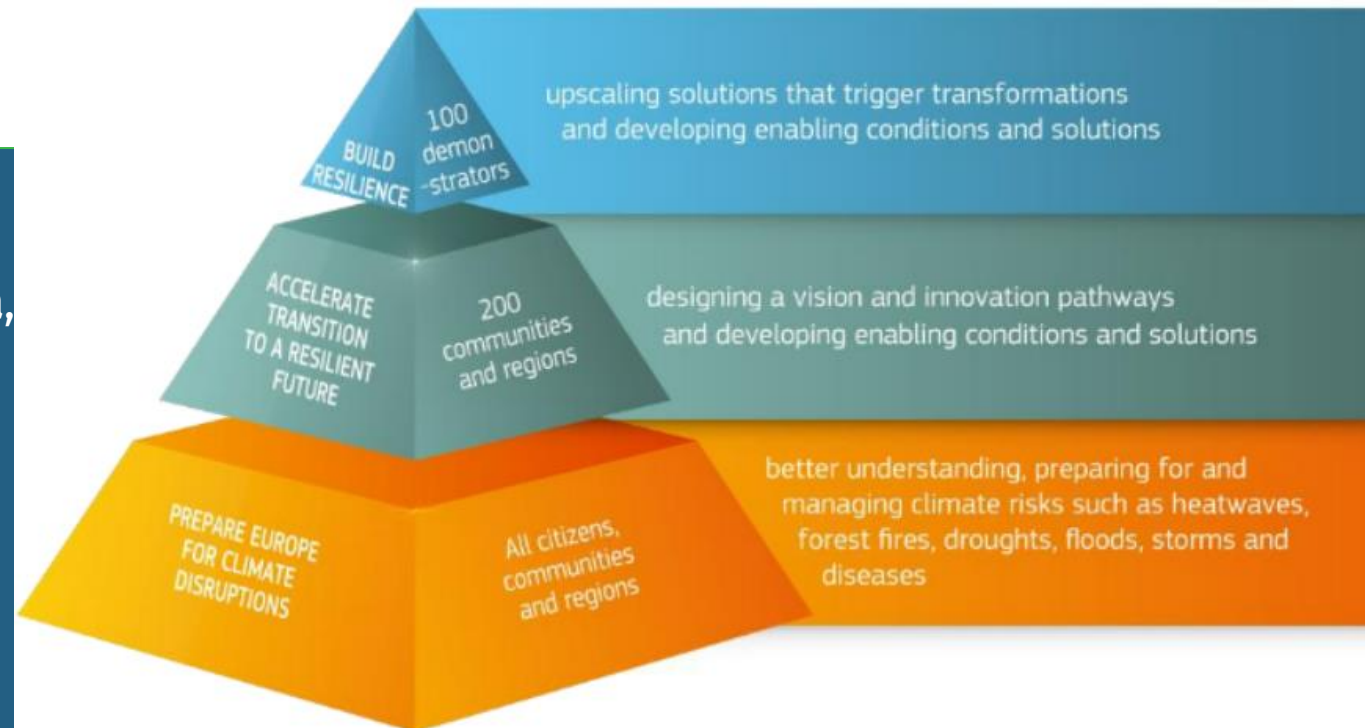 BUILD
RESILIENCE
100
demon
-strators
upscaling solutions that trigger transformations
and developing enabling conditions and solutions
ACCELERATE
TRANSITION
TO A RESILIENT
FUTURE
200
communities
and regions
designing a vision and innovation pathways
and developing enabling conditions and solutions
PREPARE EUROPE
FOR CLIMATE
DISRUPTIONS
All citizens,
communities
and regions
better understanding, preparing for and
managing climate risks such as heatwaves,
forest fires, droughts, floods, storms and
diseases